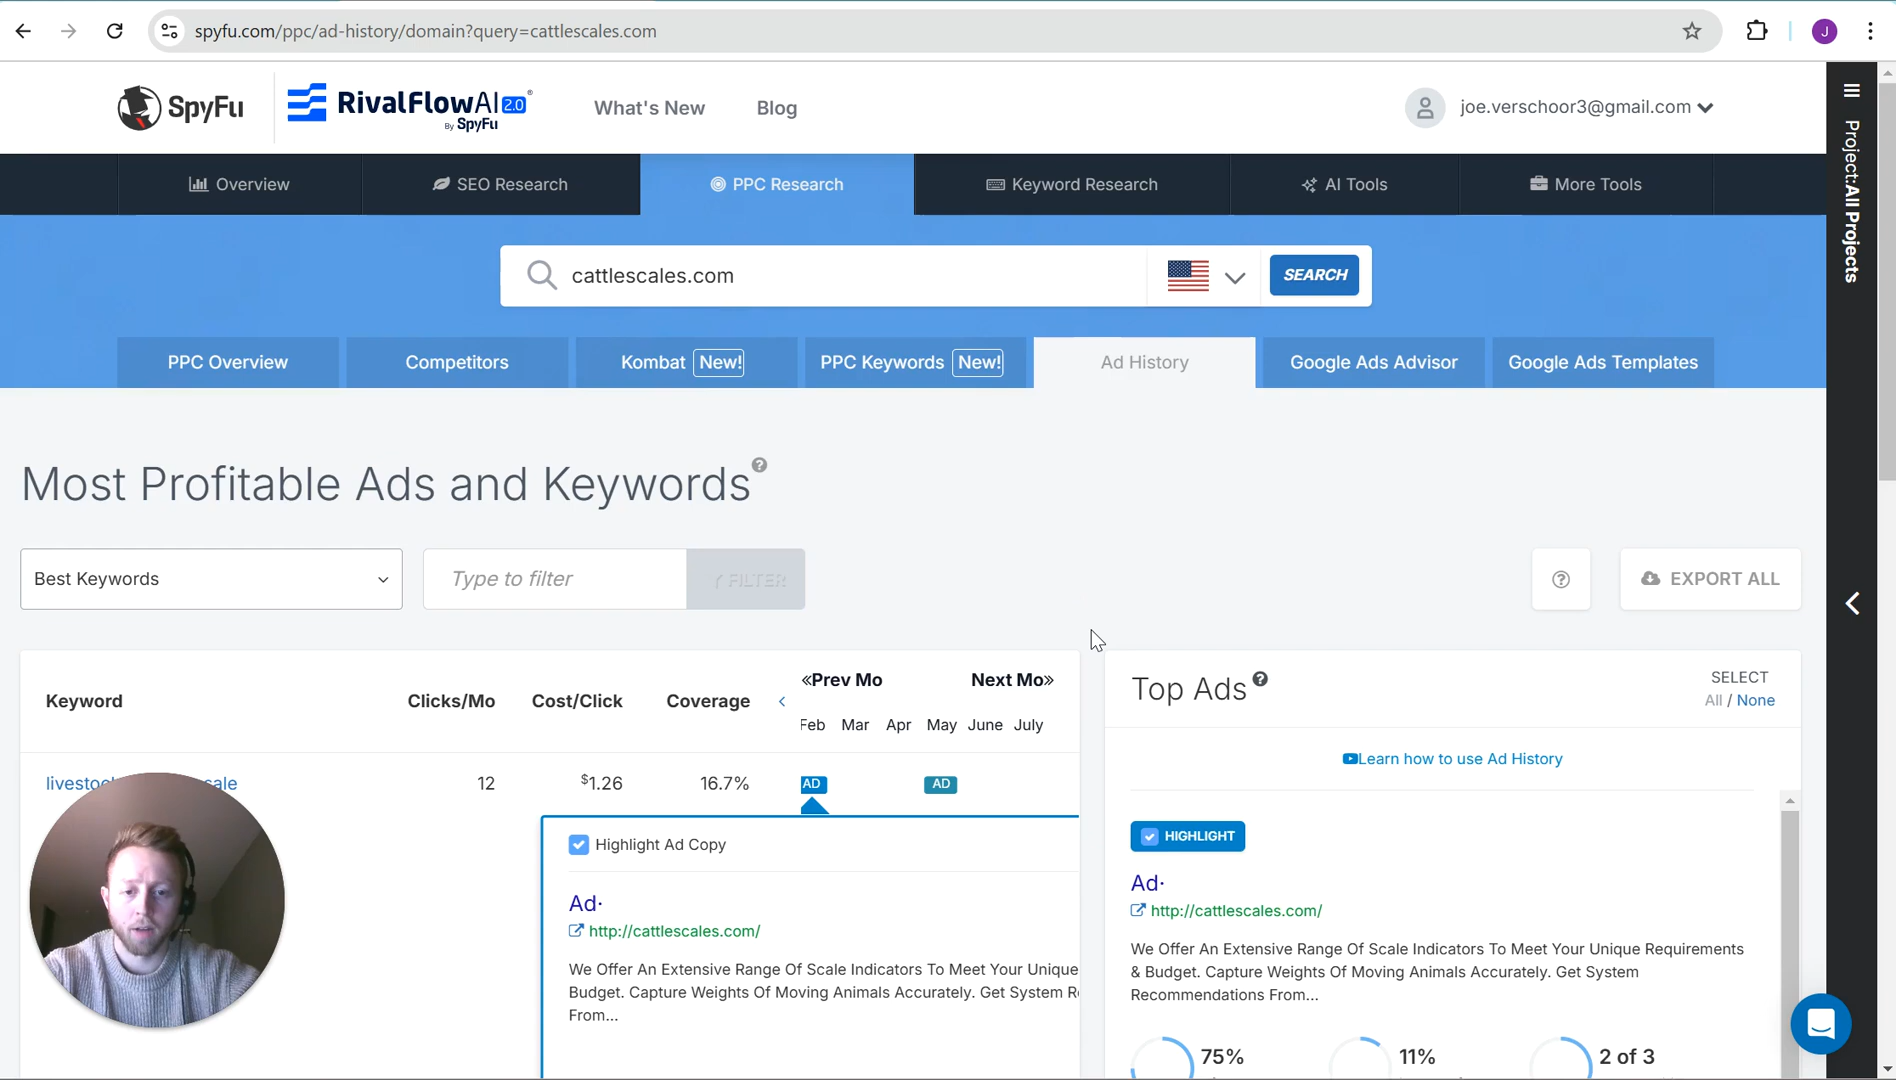 spyfu.com/ppc/ad-history/domain?query=cattlescales.com
J
SpyFu
RivalFlowAI 2.0
By SpyFu
What's New
Blog
joe.verschoor3@gmail.com
Project: All Projects
Overview
SEO Research
PPC Research
Keyword Research
AI Tools
More Tools
cattlescales.com
SEARCH
PPC Overview
Competitors
Kombat New!
PPC Keywords New!
Ad History
Google Ads Advisor
Google Ads Templates
Most Profitable Ads and Keywords
Best Keywords
Type to filter
FILTER
EXPORT ALL
Keyword
Clicks/Mo
Cost/Click
Coverage
«Prev Mo
Next Mo»
Feb Mar Apr May June July
12
$1.26
16.7%
AD
AD
Highlight Ad Copy
Ad·
http://cattlescales.com/
We Offer An Extensive Range Of Scale Indicators To Meet Your Unique
Budget. Capture Weights Of Moving Animals Accurately. Get System R
From...
Top Ads
SELECT
All / None
Learn how to use Ad History
HIGHLIGHT
Ad·
http://cattlescales.com/
We Offer An Extensive Range Of Scale Indicators To Meet Your Unique Requirements
& Budget. Capture Weights Of Moving Animals Accurately. Get System
Recommendations From...
75%
11%
2 of 3